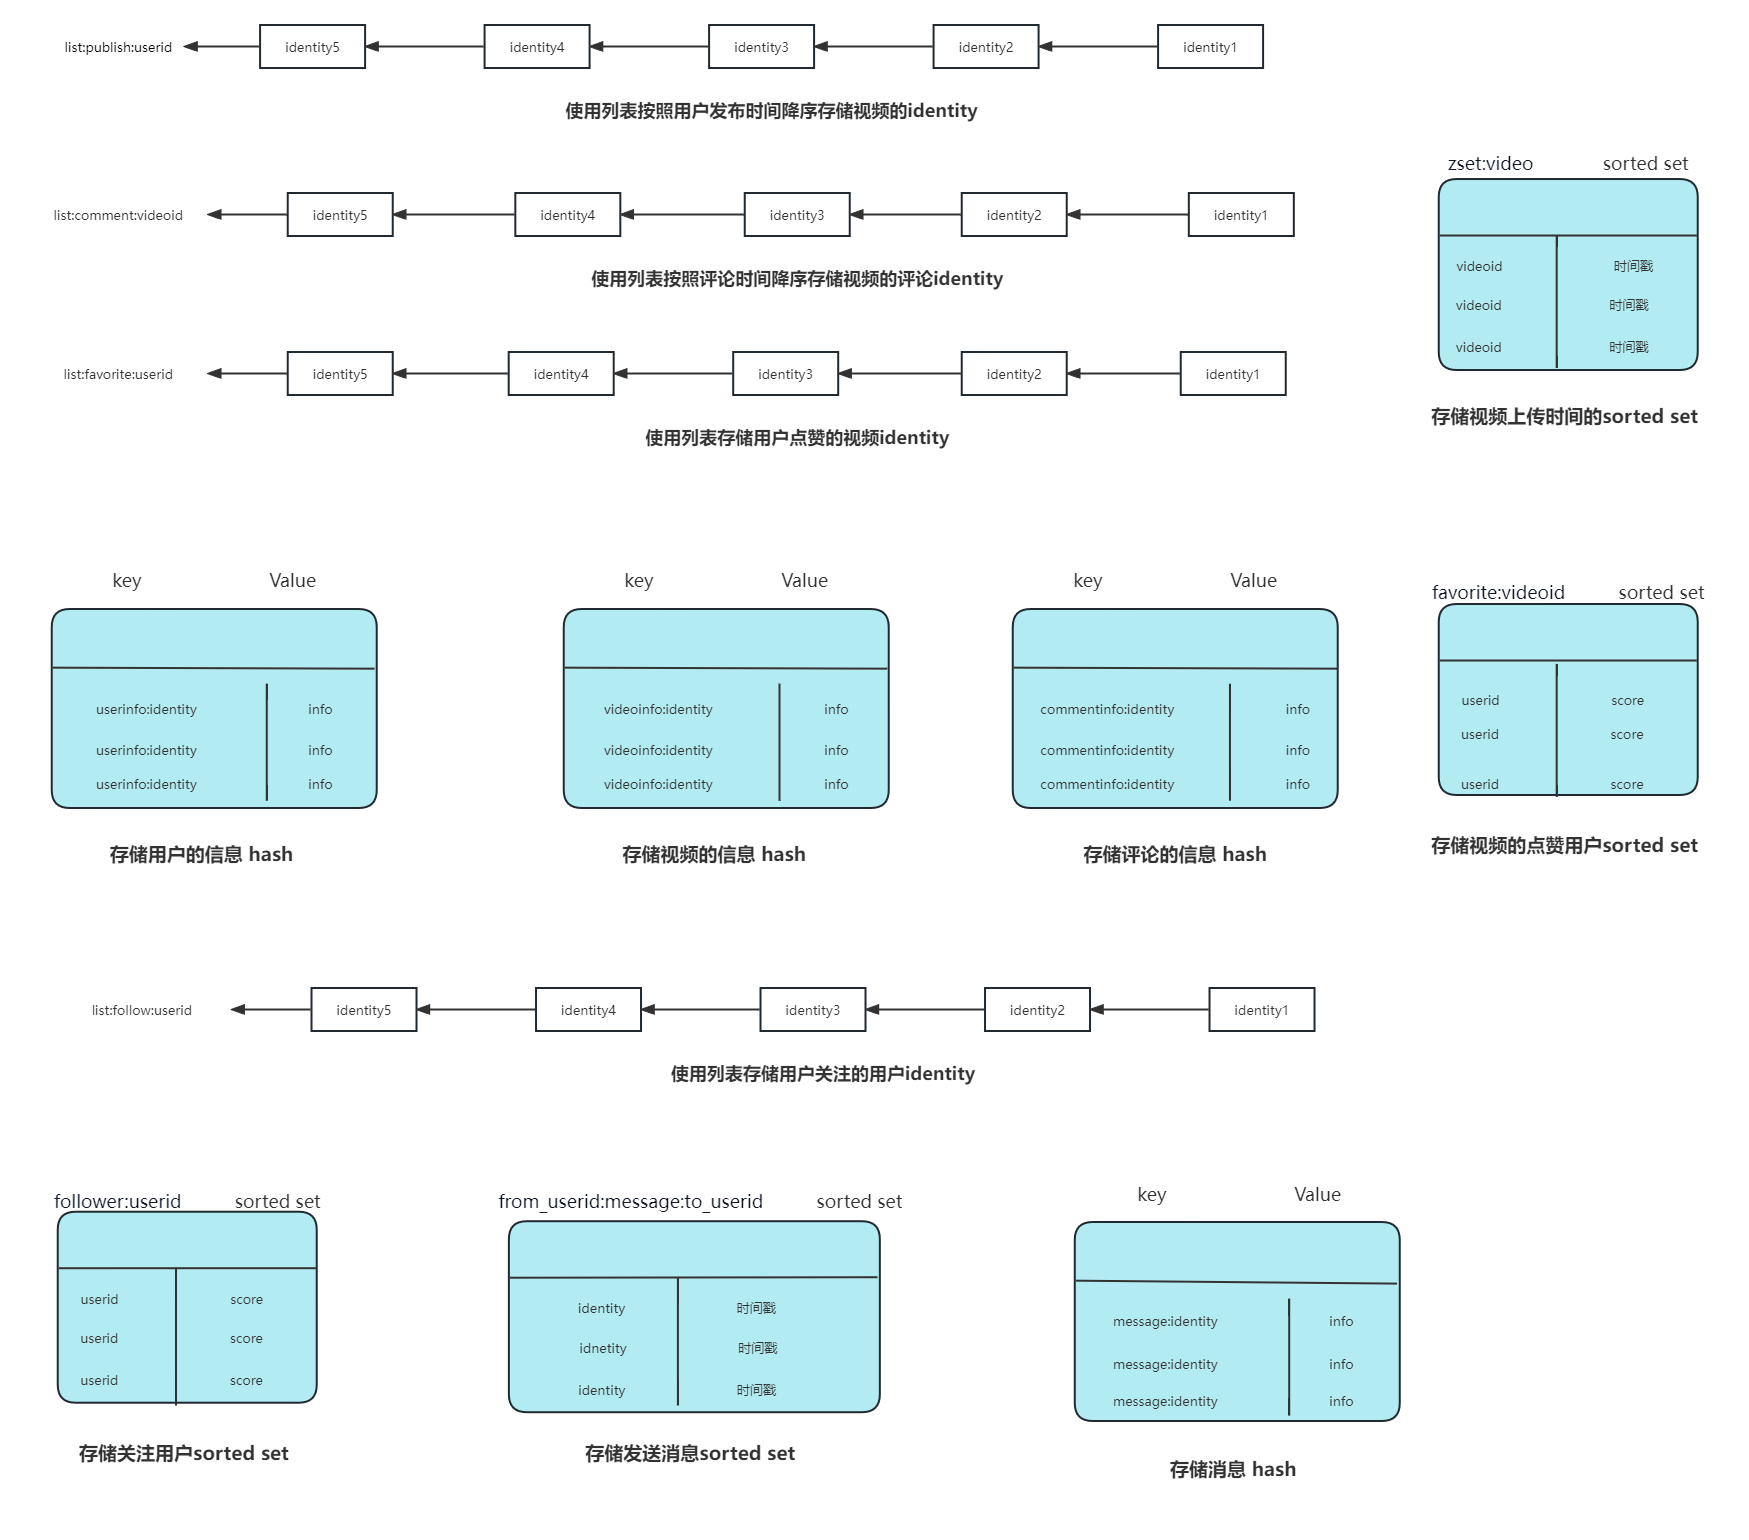 list:publish:userid
identity5
identity4
identity3
identity2
identity1
使用列表按照用户发布时间降序存储视频的identity
list:comment:videoid
identity5
identity4
identity3
identity2
identity1
使用列表按照评论时间降序存储视频的评论identity
list:favorite:userid
identity5
identity4
identity3
identity2
identity1
使用列表存储用户点赞的视频identity
zset:video sorted set
videoid 时间戳
videoid 时间戳
videoid 时间戳
存储视频上传时间的sorted set
key Value
userinfo:identity info
userinfo:identity info
userinfo:identity info
存储用户的信息 hash
key Value
videoinfo:identity info
videoinfo:identity info
videoinfo:identity info
存储视频的信息 hash
key Value
commentinfo:identity info
commentinfo:identity info
commentinfo:identity info
存储评论的信息 hash
favorite:videoid sorted set
userid score
userid score
userid score
存储视频的点赞用户sorted set
list:follow:userid
identity5
identity4
identity3
identity2
identity1
使用列表存储用户关注的用户identity
follower:userid sorted set
userid score
userid score
userid score
存储关注用户sorted set
from_userid:message:to_userid sorted set
identity 时间戳
idnetity 时间戳
identity 时间戳
存储发送消息sorted set
key Value
message:identity info
message:identity info
message:identity info
存储消息 hash